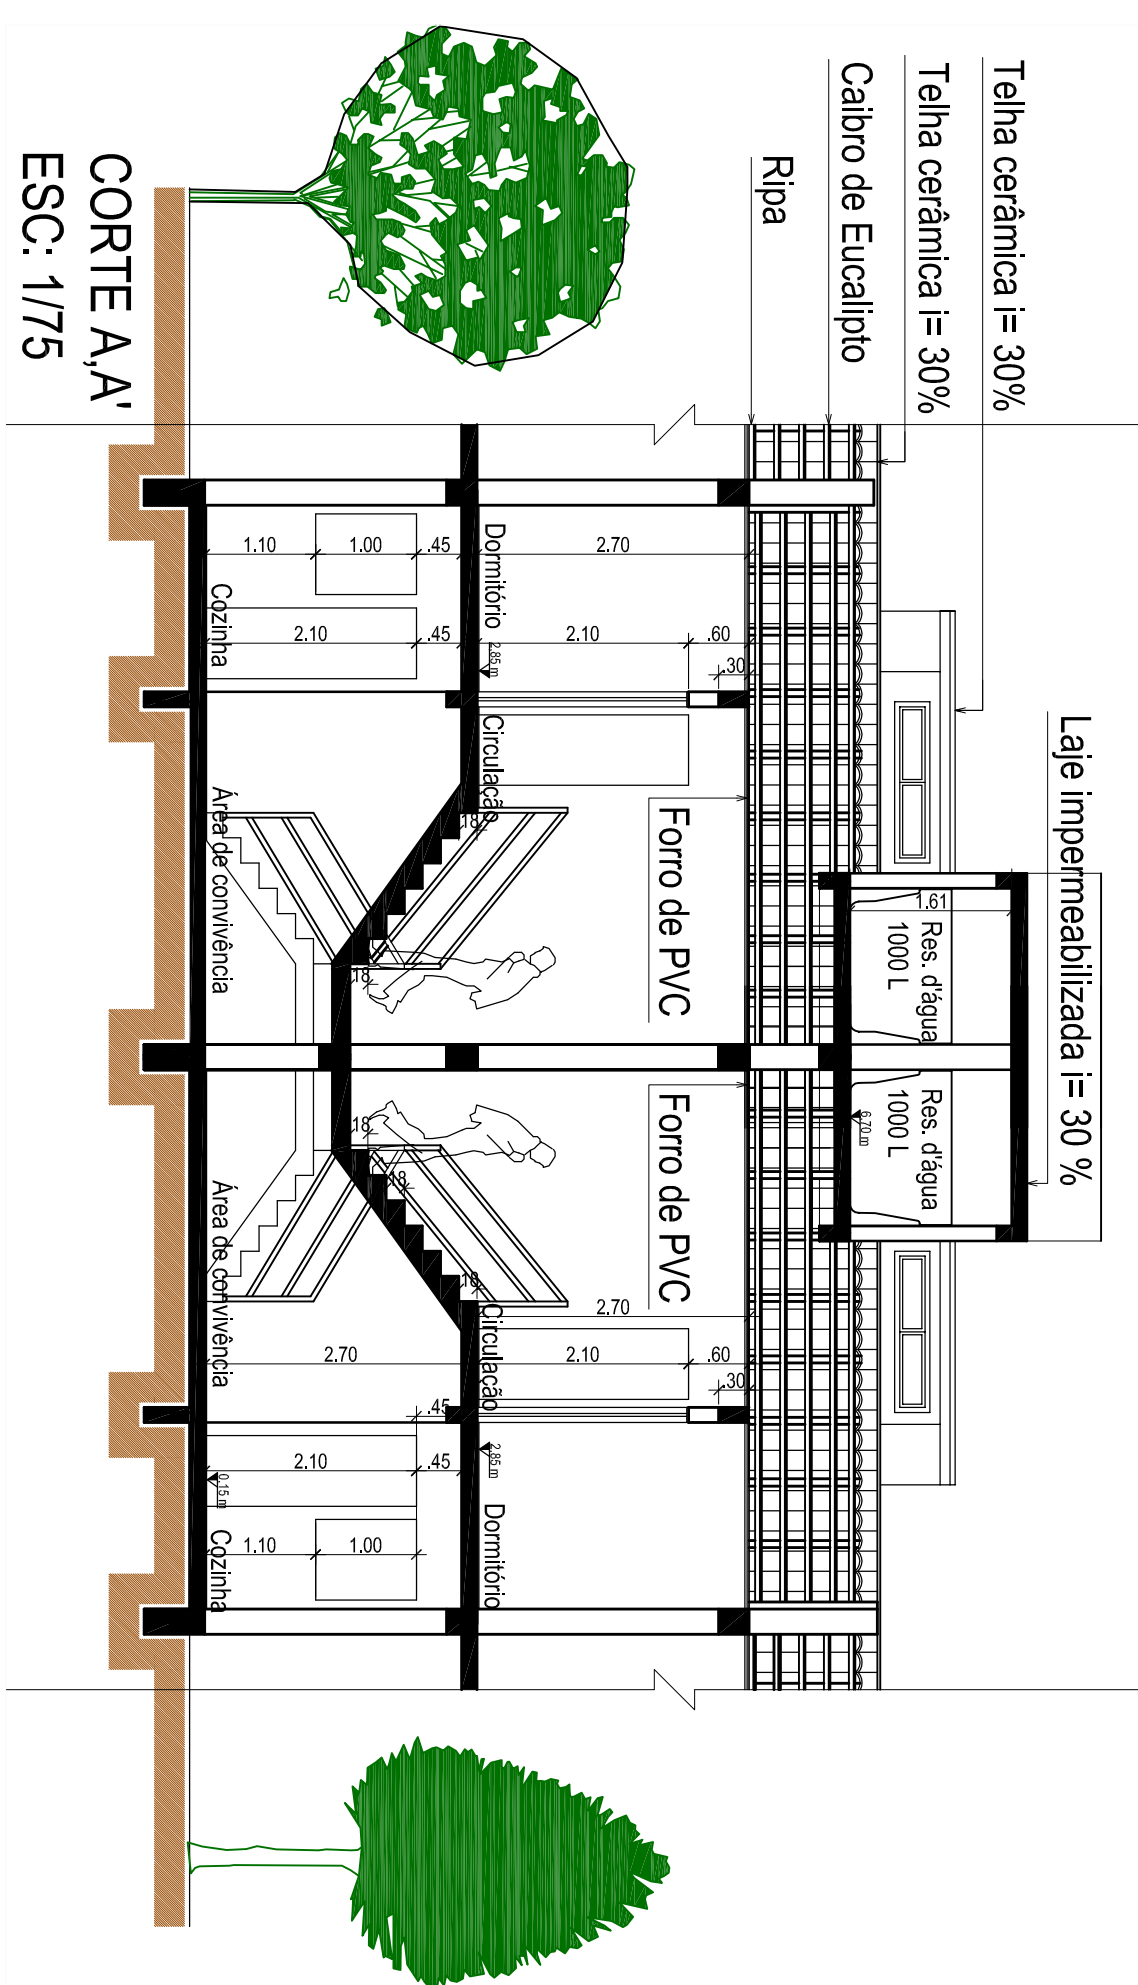 Telha cerâmica i= 30%
Telha cerâmica i= 30%
Caibro de Eucalipto
Ripa
Laje impermeabilizada i= 30 %
1.61
Res. d'água
1000 L
Res. d'água
1000 L
6.70 m
Forro de PVC
Forro de PVC
2.70
.60
2.10
.30
2.70
.60
2.10
.30
Dormitório
2.85 m
Circulação
.18
.18
.18
.18
.18
Circulação
2.85 m
Dormitório
1.10
1.00
.45
2.10
.45
2.70
.45
2.10
.45
1.10
1.00
0.15 m
Cozinha
Área de convivência
Área de convivência
Cozinha
CORTE A,A'
ESC: 1/75